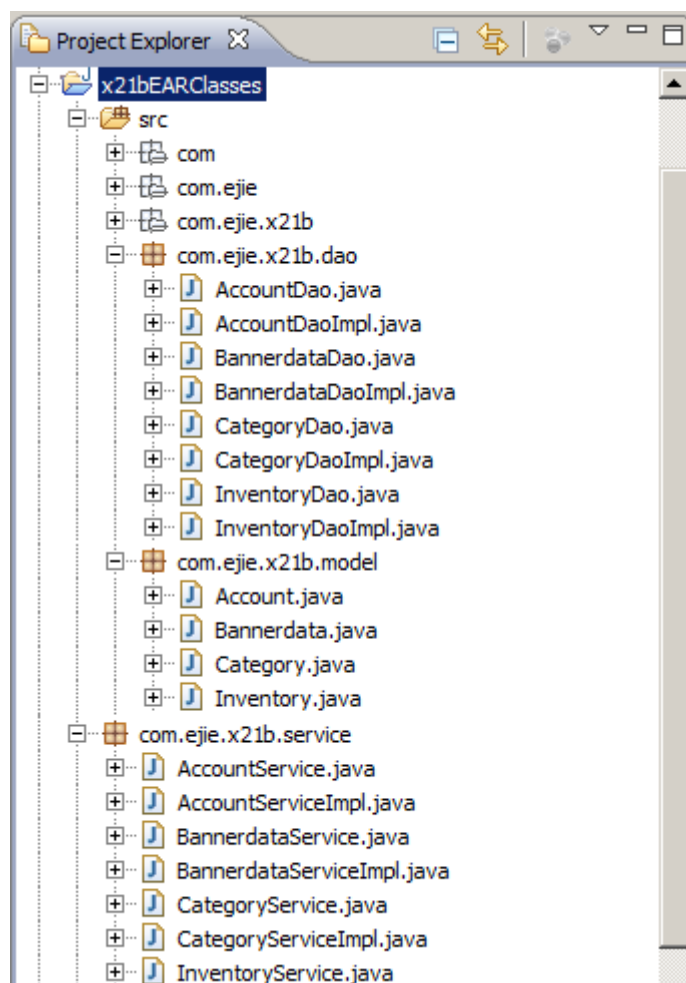 Project Explorer
x21bEARClasses
src
com
com.ejie
com.ejie.x21b
com.ejie.x21b.dao
AccountDao.java
AccountDaoImpl.java
BannerdataDao.java
BannerdataDaoImpl.java
CategoryDao.java
CategoryDaoImpl.java
InventoryDao.java
InventoryDaoImpl.java
com.ejie.x21b.model
Account.java
Bannerdata.java
Category.java
Inventory.java
com.ejie.x21b.service
AccountService.java
AccountServiceImpl.java
BannerdataService.java
BannerdataServiceImpl.java
CategoryService.java
CategoryServiceImpl.java
InventoryService.java